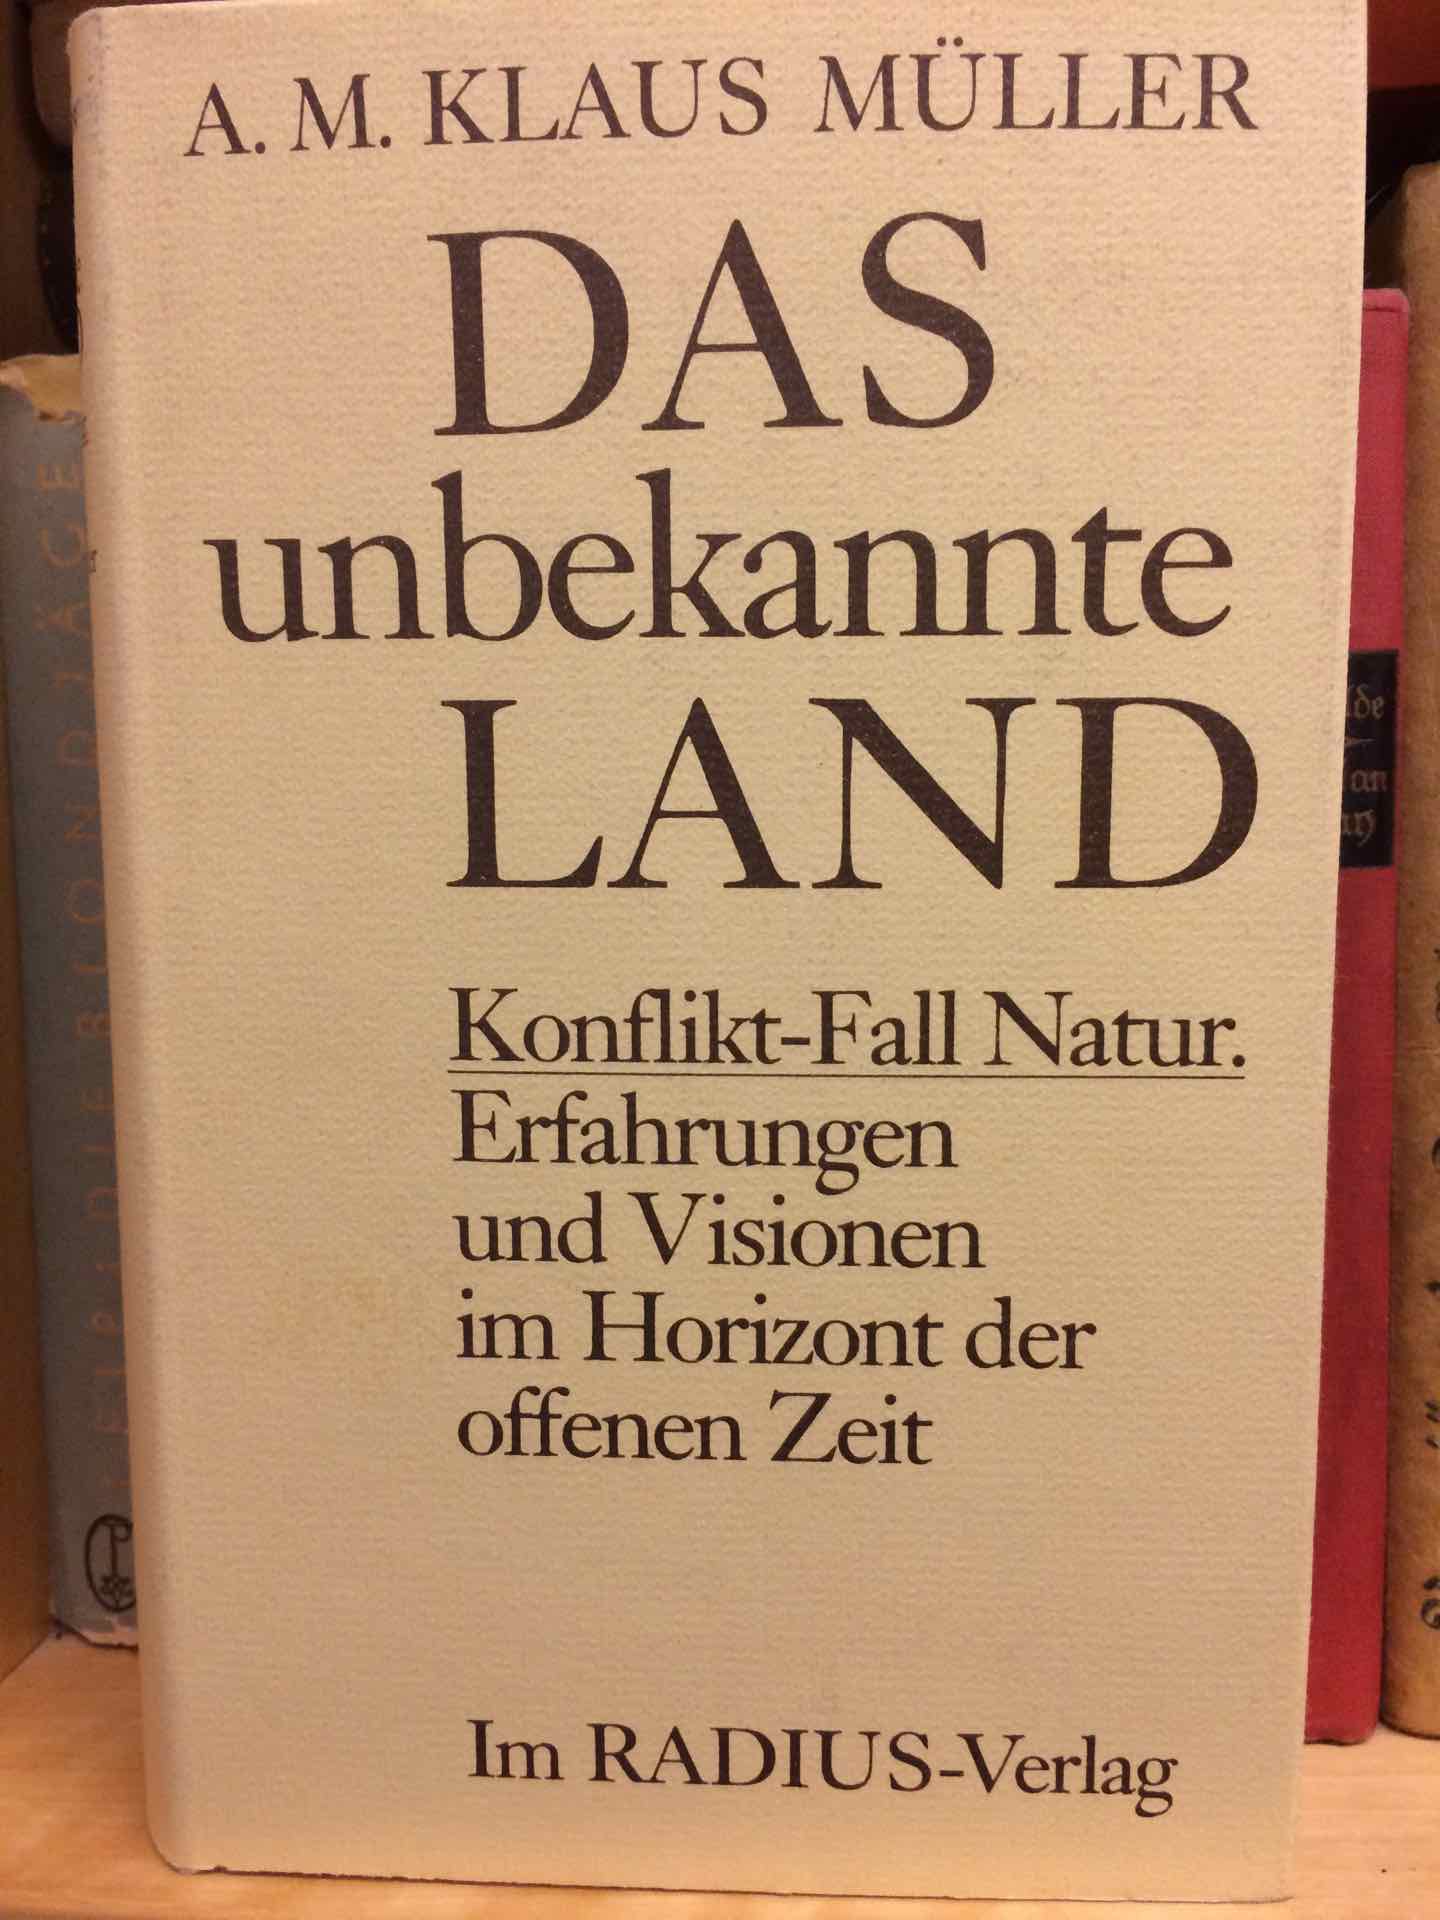 A. M. KLAUS MÜLLER
DAS
unbekannte
LAND
Konflikt-Fall Natur.
Erfahrungen
und Visionen
im Horizont der
offenen Zeit
Im RADIUS-Verlag